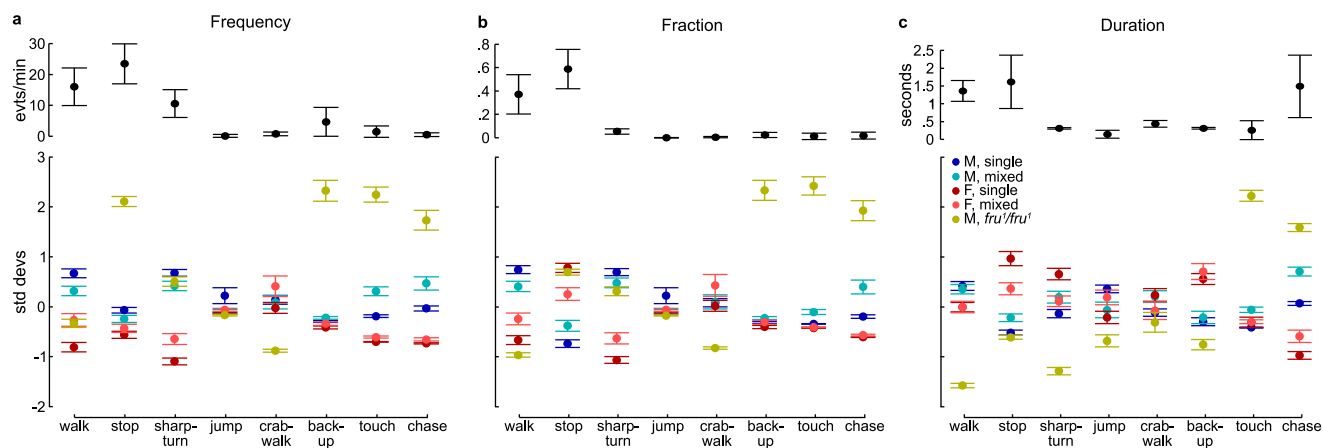 a Frequency
30
20
10
0
evts/min
3
2
1
0
-1
-2
std devs
walk stop sharp-turn jump crab-walk back-up touch chase
b Fraction
.8
.6
.4
.2
0
walk stop sharp-turn jump crab-walk back-up touch chase
c Duration
2.5
2
1.5
1
.5
0
seconds
M, single
M, mixed
F, single
F, mixed
M, fru¹/fru¹
walk stop sharp-turn jump crab-walk back-up touch chase